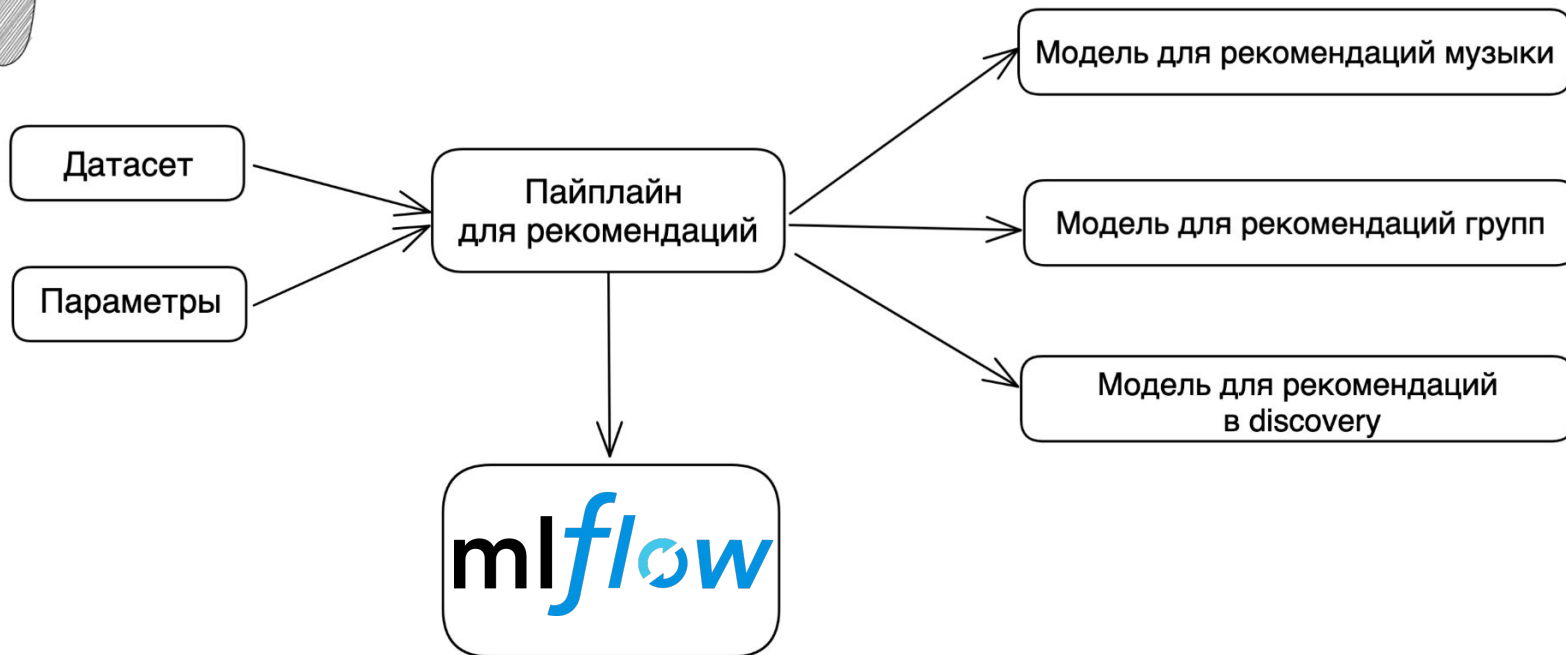 Датасет
Параметры
Пайплайн
для рекомендаций
mlflow
Модель для рекомендаций музыки
Модель для рекомендаций групп
Модель для рекомендаций
в discovery